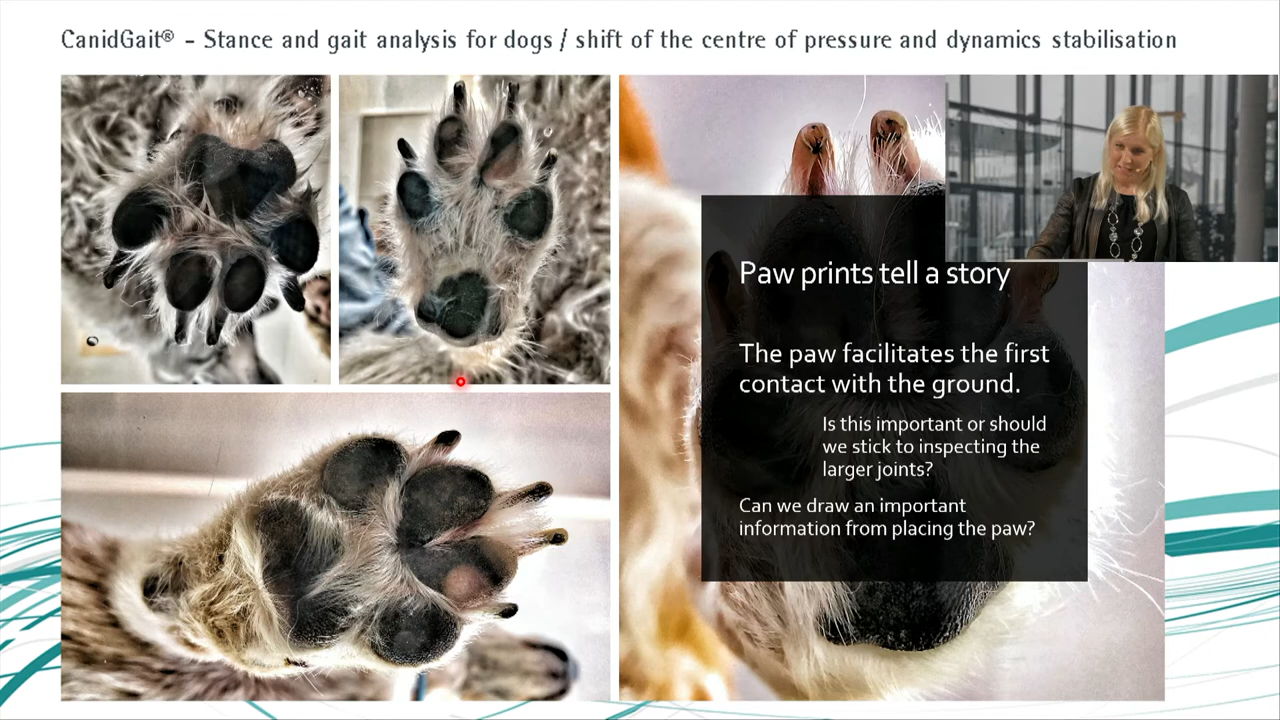 CanidGait® - Stance and gait analysis for dogs / shift of the centre of pressure and dynamics stabilisation
Paw prints tell a story
The paw facilitates the first
contact with the ground.
Is this important or should
we stick to inspecting the
larger joints?
Can we draw an important
information from placing the paw?